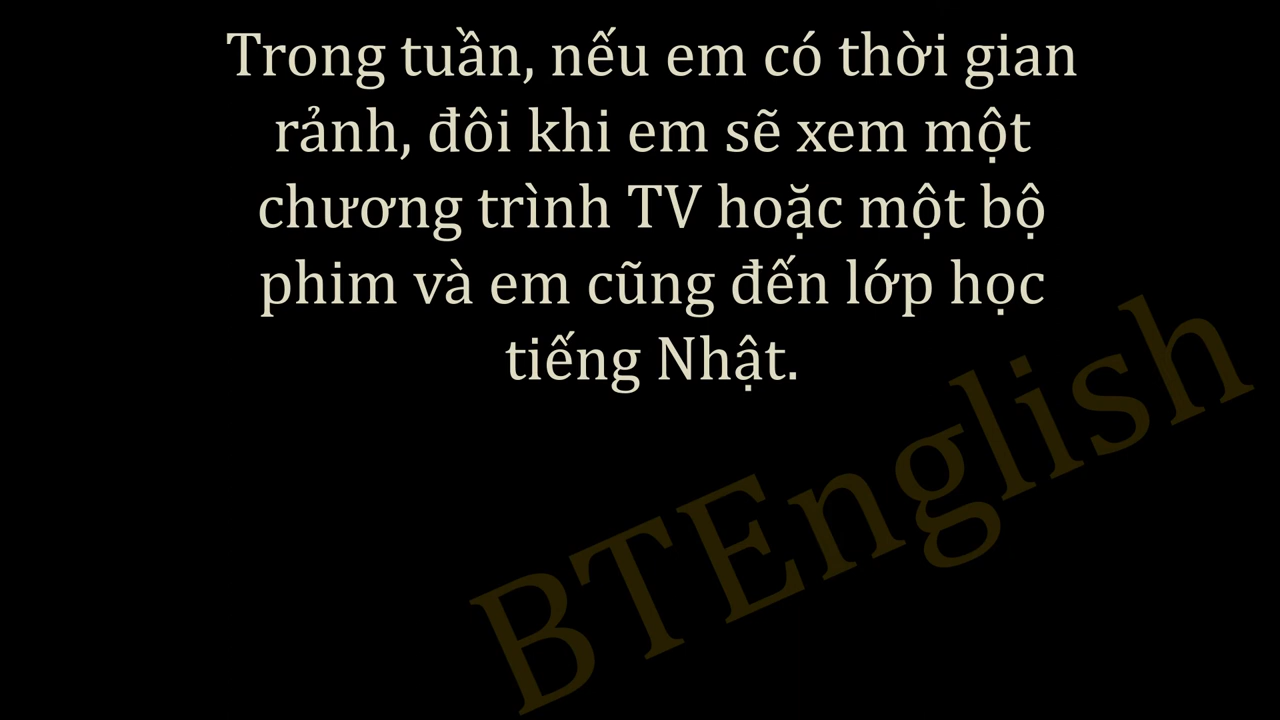 Trong tuần, nếu em có thời gian
rảnh, đôi khi em sẽ xem một
chương trình TV hoặc một bộ
phim và em cũng đến lớp học
tiếng Nhật.
BTEnglish